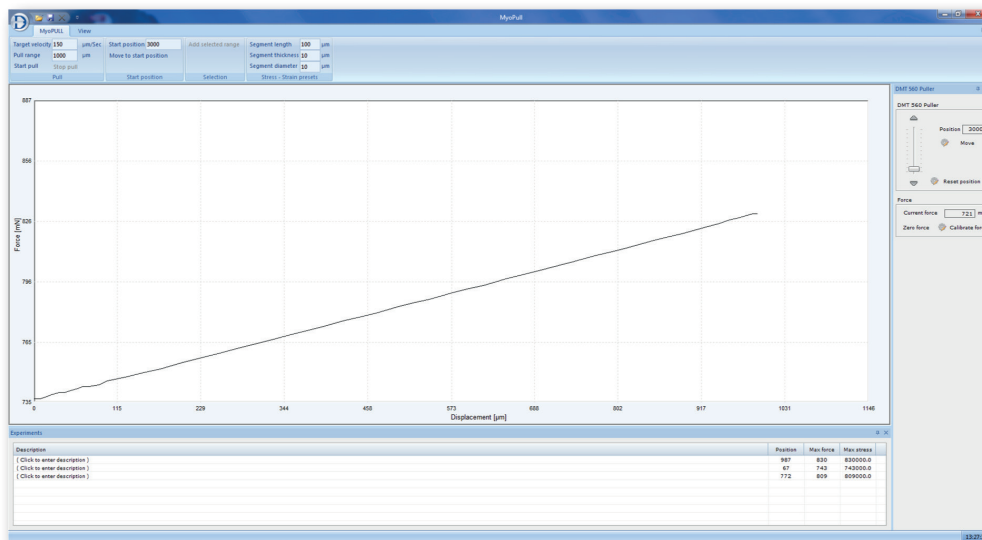 MyoPull
MyoPULL View
Target velocity 150 µm/Sec Start position 3000 Add selected range Segment length 100 µm
Pull range 1000 µm Move to start position Segment thickness 10 µm
Start pull Stop pull Segment diameter 10 µm
Pull Start position Selection Stress - Strain presets
DMT 560 Puller
DMT 560 Puller
Position 3000
Move
Reset position
Force
Current force 721
Zero force Calibrate
887
856
826
796
765
735
Force [mN]
0 115 229 344 458 573 688 802 917 1031 1146
Displacement [µm]
Experiments
Description Position Max force Max stress
( Click to enter description ) 987 830 830000.0
( Click to enter description ) 67 743 743000.0
( Click to enter description ) 772 809 809000.0
13:27